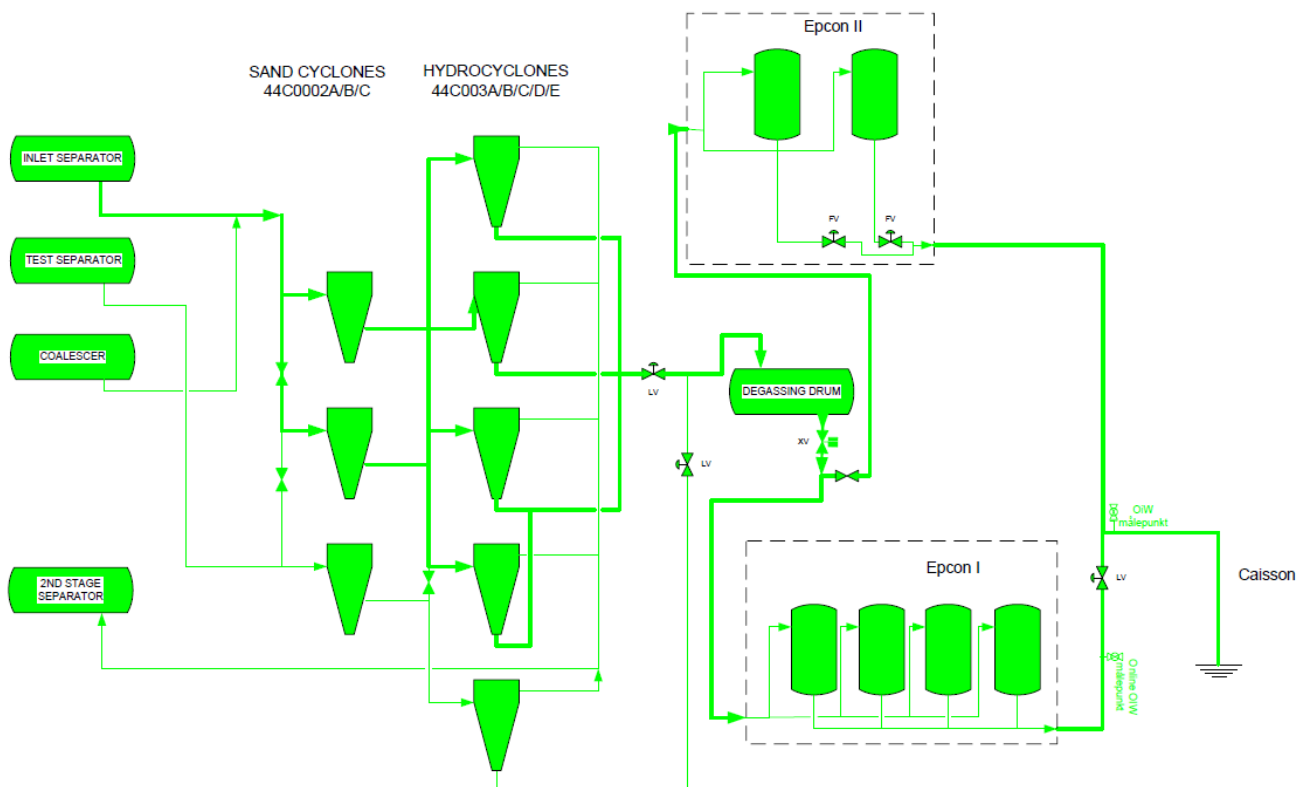 Epcon II
SAND CYCLONES
44C0002A/B/C
HYDROCYCLONES
44C003A/B/C/D/E
INLET SEPARATOR
TEST SEPARATOR
COALESCER
2ND STAGE
SEPARATOR
FV
FV
LV
DEGASSING DRUM
XV
LV
OiW
målepunkt
Epcon I
LV
Caisson
Online OiW
målepunkt